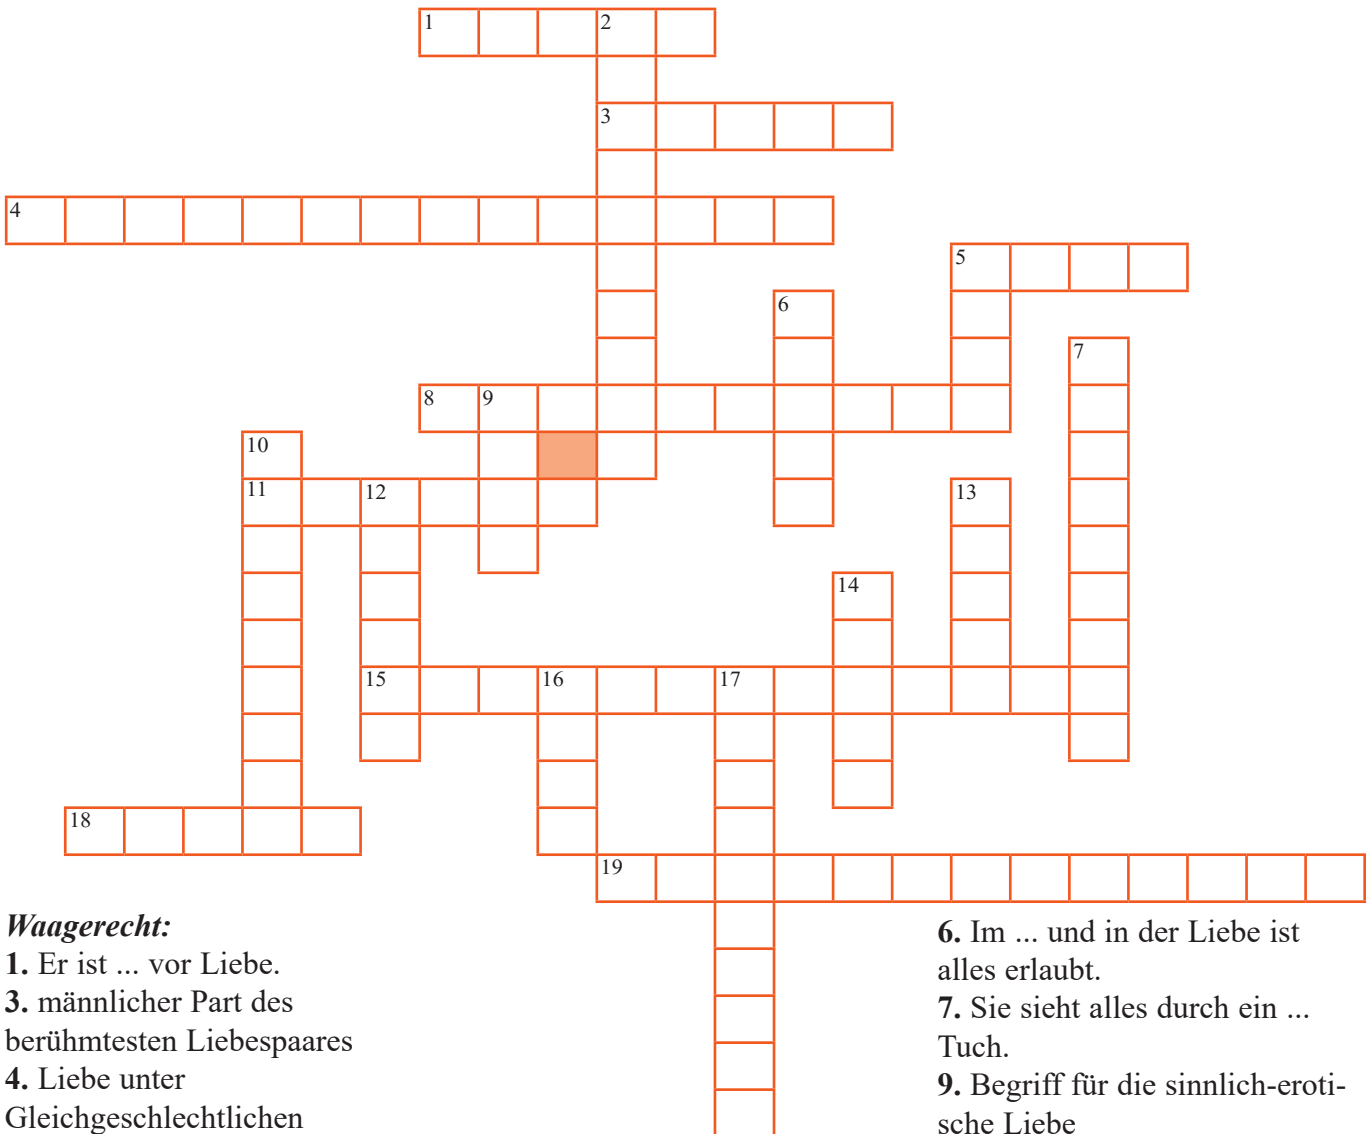 1 2
3
4
5
6
7
8 9
10
11 12 13
14
15 16 17
18
19
Waagerecht:
1. Er ist ... vor Liebe.
3. männlicher Part des
berühmtesten Liebespaares
4. Liebe unter
Gleichgeschlechtlichen
6. Im ... und in der Liebe ist
alles erlaubt.
7. Sie sieht alles durch ein ...
Tuch.
9. Begriff für die sinnlich-eroti-
sche Liebe